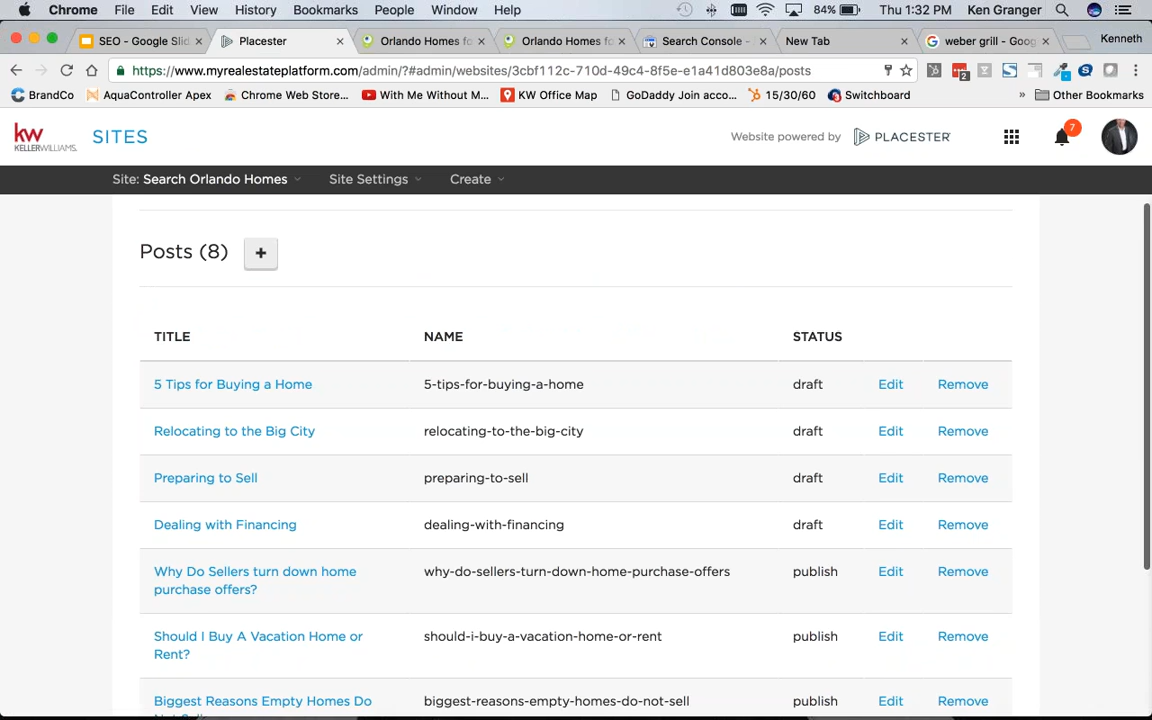 Chrome File Edit View History Bookmarks People Window Help 84% Thu 1:32 PM Ken Granger
SEO - Google Slid Placester Orlando Homes fo Orlando Homes fo Search Console - New Tab weber grill - Goog Kenneth
https://www.myrealestateplatform.com/admin/?#admin/websites/3cbf112c-710d-49c4-8f5e-e1a41d803e8a/posts 2
BrandCo AquaController Apex Chrome Web Store... With Me Without M... KW Office Map GoDaddy Join acco... 15/30/60 Switchboard » Other Bookmarks
kw KELLERWILLIAMS. SITES Website powered by PLACESTER 7
Site: Search Orlando Homes Site Settings Create
Posts (8) +
TITLE NAME STATUS
5 Tips for Buying a Home 5-tips-for-buying-a-home draft Edit Remove
Relocating to the Big City relocating-to-the-big-city draft Edit Remove
Preparing to Sell preparing-to-sell draft Edit Remove
Dealing with Financing dealing-with-financing draft Edit Remove
Why Do Sellers turn down home why-do-sellers-turn-down-home-purchase-offers publish Edit Remove
purchase offers?
Should I Buy A Vacation Home or should-i-buy-a-vacation-home-or-rent publish Edit Remove
Rent?
Biggest Reasons Empty Homes Do biggest-reasons-empty-homes-do-not-sell publish Edit Remove